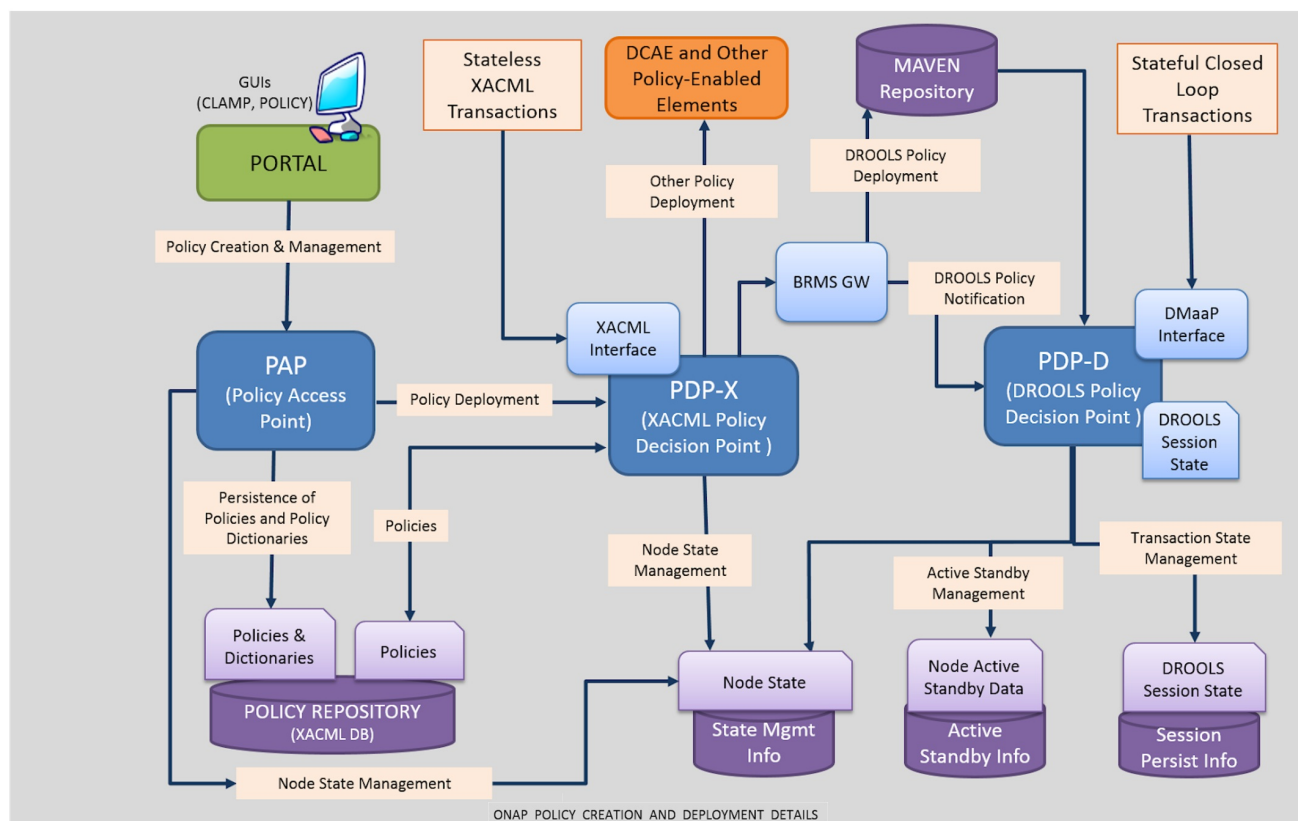 GUIs
(CLAMP, POLICY)
PORTAL
Policy Creation & Management
Stateless
XACML
Transactions
DCAE and Other
Policy-Enabled
Elements
MAVEN
Repository
Stateful Closed
Loop
Transactions
Other Policy
Deployment
DROOLS Policy
Deployment
BRMS GW
DROOLS Policy
Notification
XACML
Interface
DMaaP
Interface
PAP
(Policy Access
Point)
Policy Deployment
PDP-X
(XACML Policy
Decision Point )
PDP-D
(DROOLS Policy
Decision Point )
DROOLS
Session
State
Persistence of
Policies and Policy
Dictionaries
Policies
Node State
Management
Active Standby
Management
Transaction State
Management
Policies &
Dictionaries
Policies
POLICY REPOSITORY
(XACML DB)
Node State
State Mgmt
Info
Node Active
Standby Data
Active
Standby Info
DROOLS
Session State
Session
Persist Info
Node State Management
ONAP POLICY CREATION AND DEPLOYMENT DETAILS